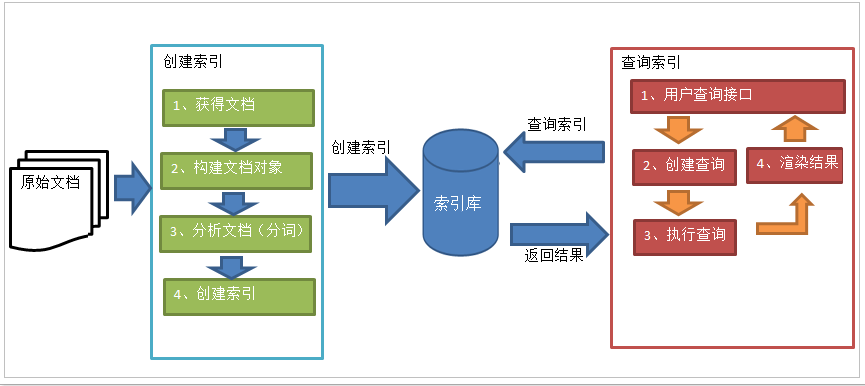 原始文档
创建索引
1、获得文档
2、构建文档对象
3、分析文档（分词）
4、创建索引
创建索引
索引库
查询索引
返回结果
查询索引
1、用户查询接口
2、创建查询
3、执行查询
4、渲染结果